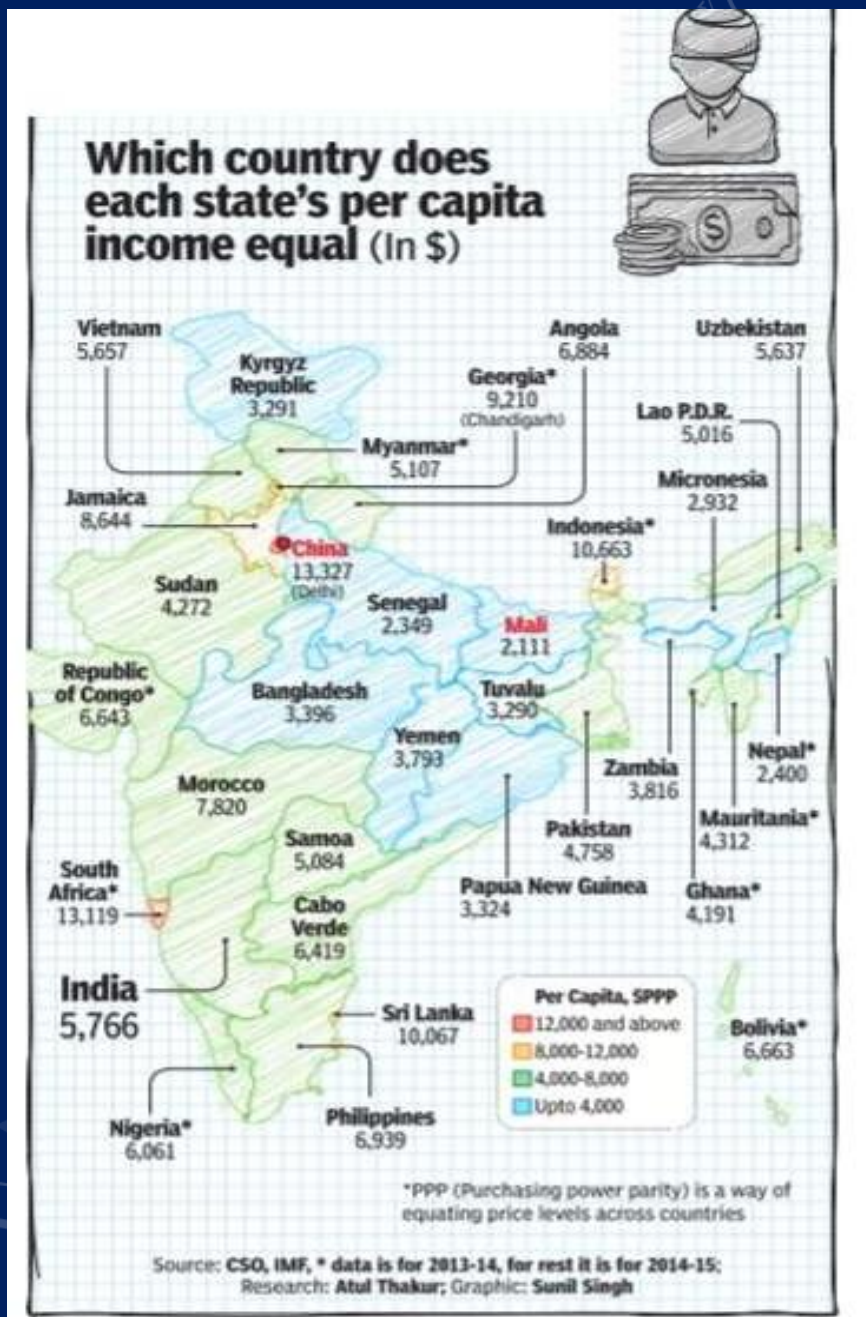 Which country does
each state's per capita
income equal (In $)
Vietnam
5,657
Kyrgyz
Republic
3,291
Angola
6,884
Uzbekistan
5,637
Georgia*
9,210
(Chandigarh)
Lao P.D.R.
5,016
Myanmar*
5,107
Micronesia
2,932
Jamaica
8,644
Indonesia*
10,663
China
13,327
(Delhi)
Sudan
4,272
Senegal
2,349
Mali
2,111
Republic
of Congo*
6,643
Bangladesh
3,396
Tuvalu
3,290
Yemen
3,793
Zambia
3,816
Nepal*
2,400
Morocco
7,820
Pakistan
4,758
Mauritania*
4,312
Samoa
5,084
South
Africa*
13,119
Papua New Guinea
3,324
Ghana*
4,191
Cabo
Verde
6,419
India
5,766
Sri Lanka
10,067
Per Capita, SPPP
12,000 and above
8,000-12,000
4,000-8,000
Upto 4,000
Bolivia*
6,663
Nigeria*
6,061
Philippines
6,939
*PPP (Purchasing power parity) is a way of
equating price levels across countries
Source: CSO, IMF, * data is for 2013-14, for rest it is for 2014-15;
Research: Atul Thakur; Graphic: Sunil Singh